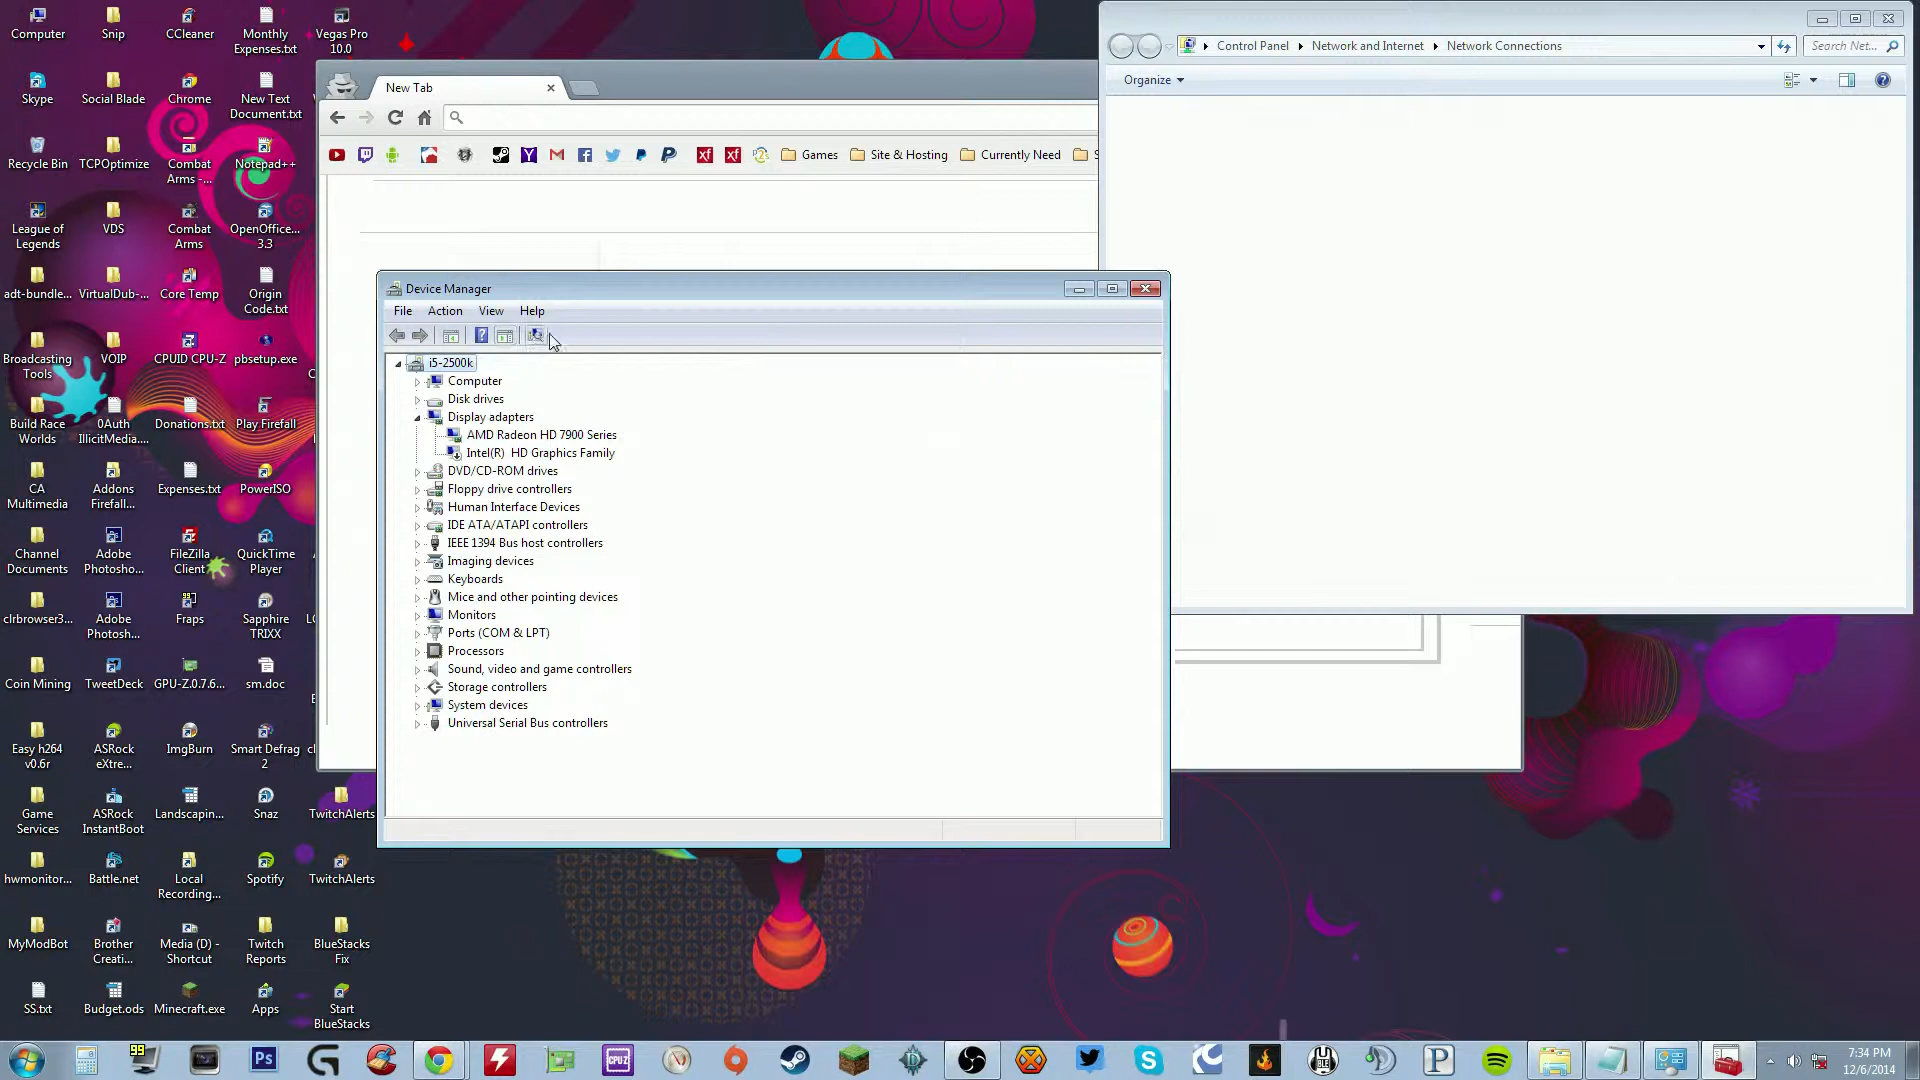 Computer
Snip
CCleaner
Monthly
Expenses.txt
Vegas Pro
10.0
Skype
Social Blade
Chrome
New Text
Document.txt
Recycle Bin
TCPOptimize
Combat
Arms -...
Notepad++
League of
Legends
VDS
Combat
Arms
OpenOffice...
3.3
adt-bundle...
VirtualDub-...
Core Temp
Origin
Code.txt
Broadcasting
Tools
VOIP
CPUID CPU-Z
pbsetup.exe
Build Race
Worlds
0Auth
IllicitMedia....
Donations.txt
Play Firefall
CA
Multimedia
Addons
Firefall...
Expenses.txt
PowerISO
Channel
Documents
Adobe
Photosho...
FileZilla
Client
QuickTime
Player
clrbrowser3...
Adobe
Photosh...
Fraps
Sapphire
TRIXX
Coin Mining
TweetDeck
GPU-Z.0.7.6...
sm.doc
Easy h264
v0.6r
ASRock
eXtre...
ImgBurn
Smart Defrag
2
Game
Services
ASRock
InstantBoot
Landscapin...
Snaz
TwitchAlerts
hwmonitor...
Battle.net
Local
Recording...
Spotify
TwitchAlerts
MyModBot
Brother
Creati...
Media (D) -
Shortcut
Twitch
Reports
BlueStacks
Fix
SS.txt
Budget.ods
Minecraft.exe
Apps
Start
BlueStacks
New Tab
Games
Site & Hosting
Currently Need
Control Panel
Network and Internet
Network Connections
Search Net...
Organize
Device Manager
File
Action
View
Help
i5-2500k
Computer
Disk drives
Display adapters
AMD Radeon HD 7900 Series
Intel(R) HD Graphics Family
DVD/CD-ROM drives
Floppy drive controllers
Human Interface Devices
IDE ATA/ATAPI controllers
IEEE 1394 Bus host controllers
Imaging devices
Keyboards
Mice and other pointing devices
Monitors
Ports (COM & LPT)
Processors
Sound, video and game controllers
Storage controllers
System devices
Universal Serial Bus controllers
99
Ps
CPUZ
7:34 PM
12/6/2014